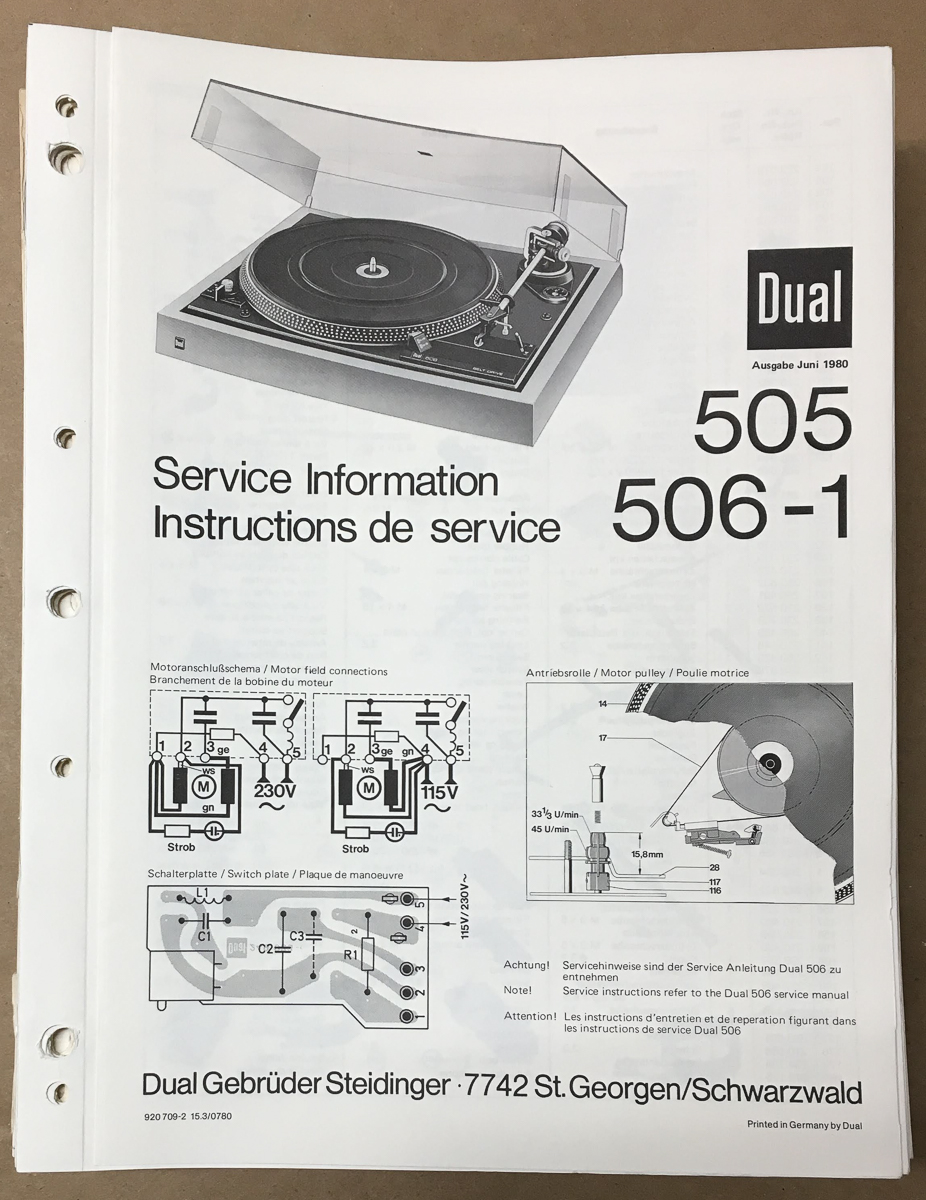 Dual
Ausgabe Juni 1980
505
506-1
BELT DRIVE
Service Information
Instructions de service
Motoranschlußschema / Motor field connections
Branchement de la bobine du moteur
1 2 3 ge 4 5
ws
M
gn
230V
~
Strob
1 2 3 ge gn 4 5
ws
M
115V
~
Strob
Antriebsrolle / Motor pulley / Poulie motrice
14
17
33 1/3 U/min
45 U/min
15,8mm
28
117
116
Schalterplatte / Switch plate / Plaque de manoeuvre
L1
C1
C2
C3
R1
2
5
4
3
2
1
115V/230V~
Achtung! Servicehinweise sind der Service Anleitung Dual 506 zu
entnehmen
Note! Service instructions refer to the Dual 506 service manual
Attention! Les instructions d'entretien et de reperation figurant dans
les instructions de service Dual 506
Dual Gebrüder Steidinger · 7742 St. Georgen/Schwarzwald
920 709-2 15.3/0780
Printed in Germany by Dual